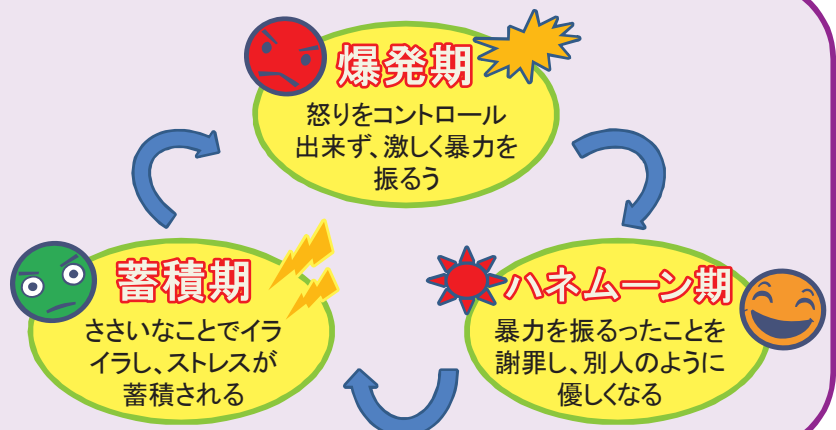 爆発期
怒りをコントロール
出来ず、激しく暴力を
振るう
蓄積期
ささいなことでイラ
イラし、ストレスが
蓄積される
ハネムーン期
暴力を振るったことを
謝罪し、別人のように
優しくなる